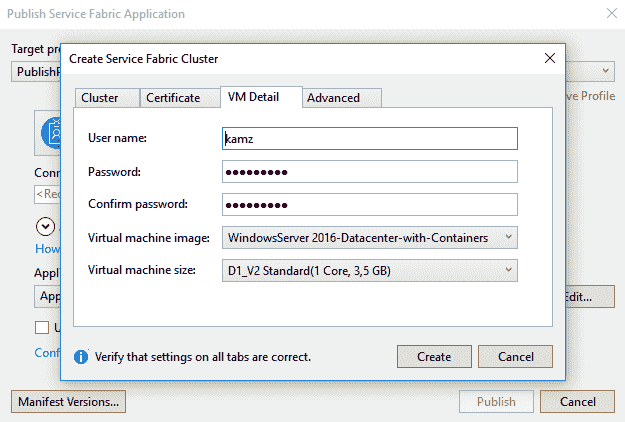 Publish Service Fabric Application
Target pro
PublishP
Create Service Fabric Cluster
Cluster Certificate VM Detail Advanced
User name: kamz
Password: ●●●●●●●●●
Confirm password: ●●●●●●●●●
Virtual machine image: WindowsServer 2016-Datacenter-with-Containers
Virtual machine size: D1_V2 Standard(1 Core, 3,5 GB)
Verify that settings on all tabs are correct.
Create Cancel
ve Profile
Conn
<Rec
How
Appli
App
Edit...
U
Conf
Manifest Versions... Publish Cancel